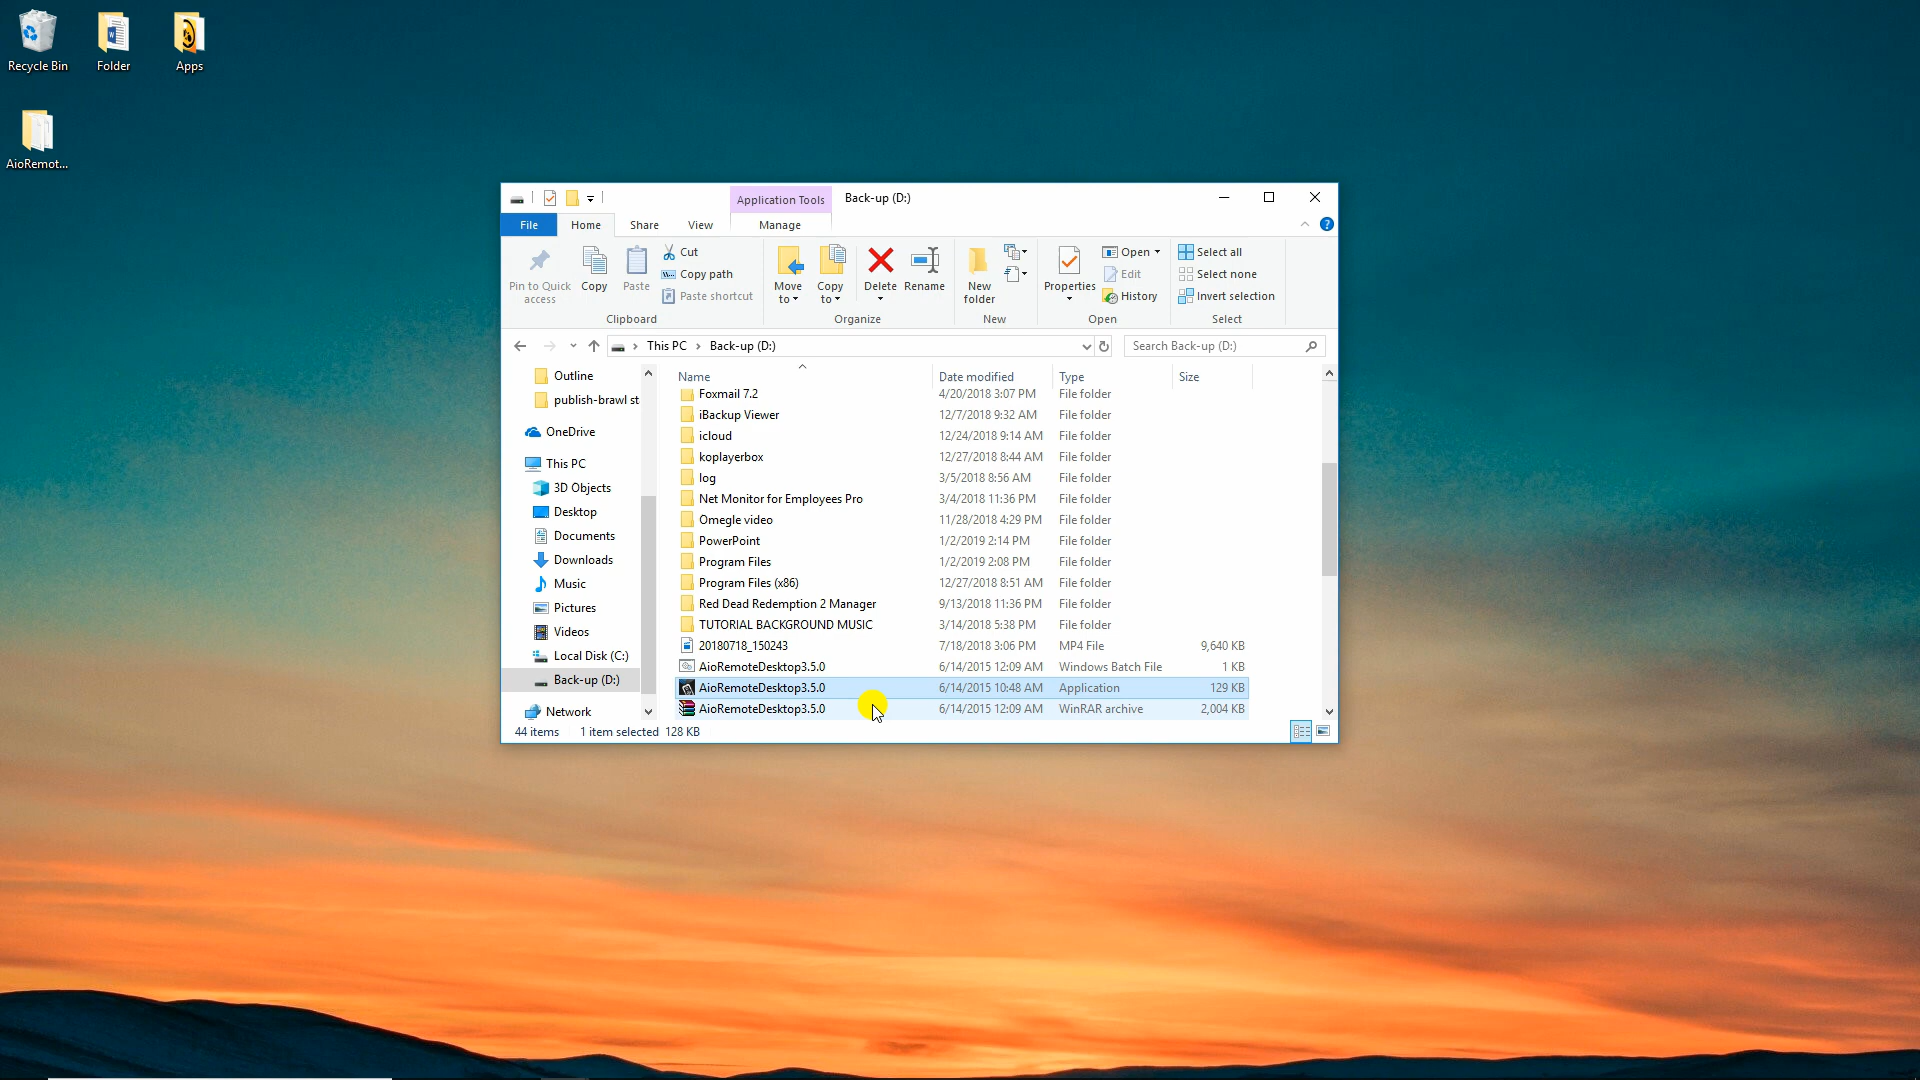 Recycle Bin
Folder
Apps
AioRemot...
Application Tools
Back-up (D:)
File
Home
Share
View
Manage
Pin to Quick access
Copy
Paste
Cut
Copy path
Paste shortcut
Clipboard
Move to
Copy to
Delete
Rename
Organize
New folder
New
Properties
Open
Edit
History
Open
Select all
Select none
Invert selection
Select
This PC
Back-up (D:)
Search Back-up (D:)
Outline
publish-brawl st
OneDrive
This PC
3D Objects
Desktop
Documents
Downloads
Music
Pictures
Videos
Local Disk (C:)
Back-up (D:)
Network
Name Date modified Type Size
Foxmail 7.2 4/20/2018 3:07 PM File folder
iBackup Viewer 12/7/2018 9:32 AM File folder
icloud 12/24/2018 9:14 AM File folder
koplayerbox 12/27/2018 8:44 AM File folder
log 3/5/2018 8:56 AM File folder
Net Monitor for Employees Pro 3/4/2018 11:36 PM File folder
Omegle video 11/28/2018 4:29 PM File folder
PowerPoint 1/2/2019 2:14 PM File folder
Program Files 1/2/2019 2:08 PM File folder
Program Files (x86) 12/27/2018 8:51 AM File folder
Red Dead Redemption 2 Manager 9/13/2018 11:36 PM File folder
TUTORIAL BACKGROUND MUSIC 3/14/2018 5:38 PM File folder
20180718_150243 7/18/2018 3:06 PM MP4 File 9,640 KB
AioRemoteDesktop3.5.0 6/14/2015 12:09 AM Windows Batch File 1 KB
AioRemoteDesktop3.5.0 6/14/2015 10:48 AM Application 129 KB
AioRemoteDesktop3.5.0 6/14/2015 12:09 AM WinRAR archive 2,004 KB
44 items 1 item selected 128 KB